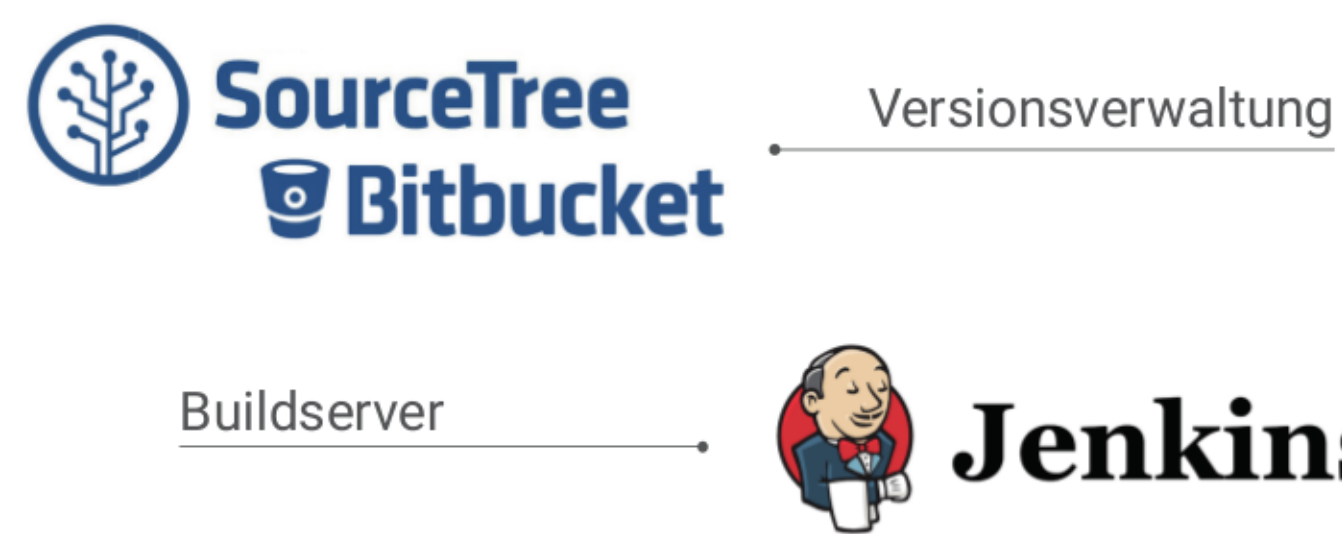 SourceTree
Versionsverwaltung
Bitbucket
Buildserver
Jenkins